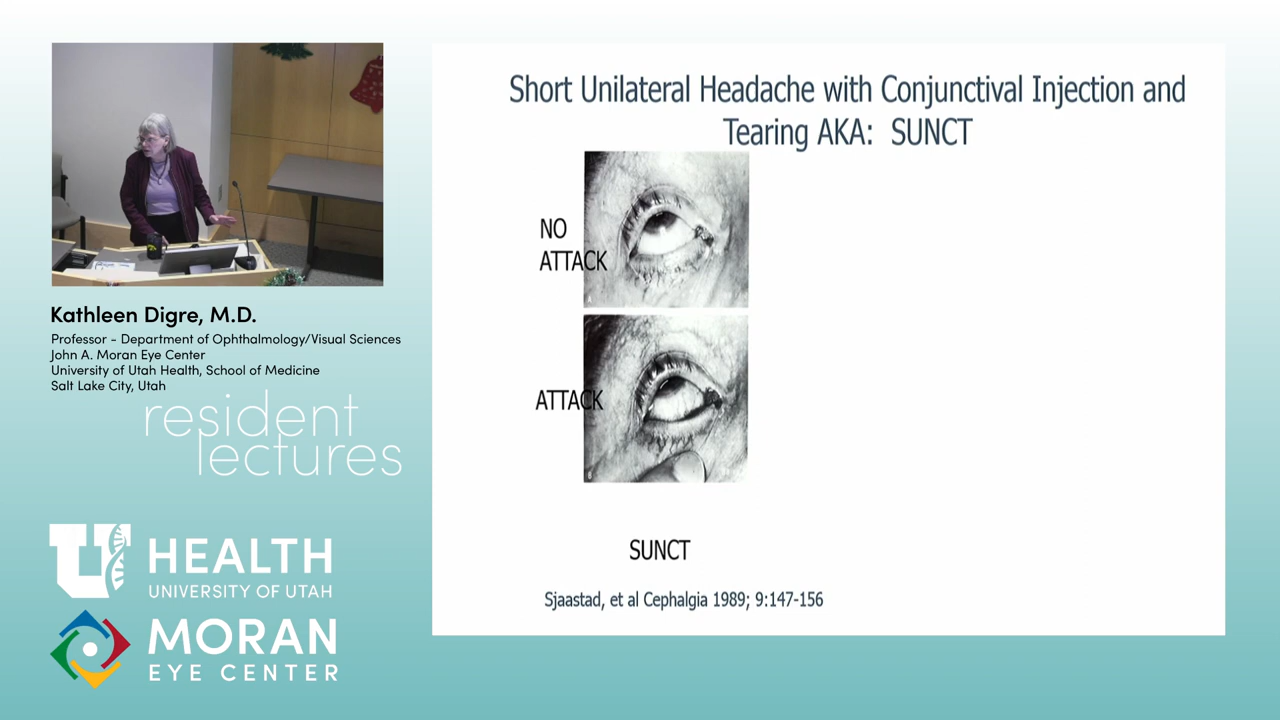 Kathleen Digre, M.D.
Professor - Department of Ophthalmology/Visual Sciences
John A. Moran Eye Center
University of Utah Health, School of Medicine
Salt Lake City, Utah
resident
lectures
U HEALTH
UNIVERSITY OF UTAH
MORAN
EYE CENTER
Short Unilateral Headache with Conjunctival Injection and
Tearing AKA: SUNCT
NO
ATTACK
A
ATTACK
B
SUNCT
Sjaastad, et al Cephalgia 1989; 9:147-156